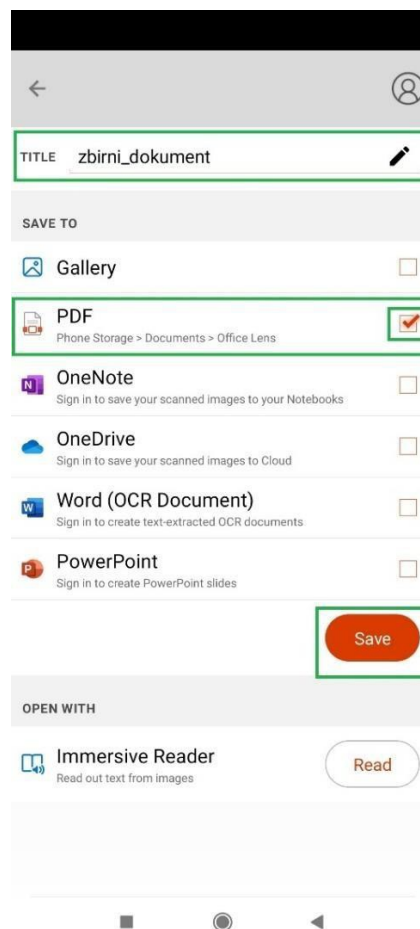 TITLE zbirni_dokument
SAVE TO
Gallery
PDF
Phone Storage > Documents > Office Lens
N OneNote
Sign in to save your scanned images to your Notebooks
OneDrive
Sign in to save your scanned images to Cloud
W Word (OCR Document)
Sign in to create text-extracted OCR documents
P PowerPoint
Sign in to create PowerPoint slides
Save
OPEN WITH
Immersive Reader
Read out text from images
Read